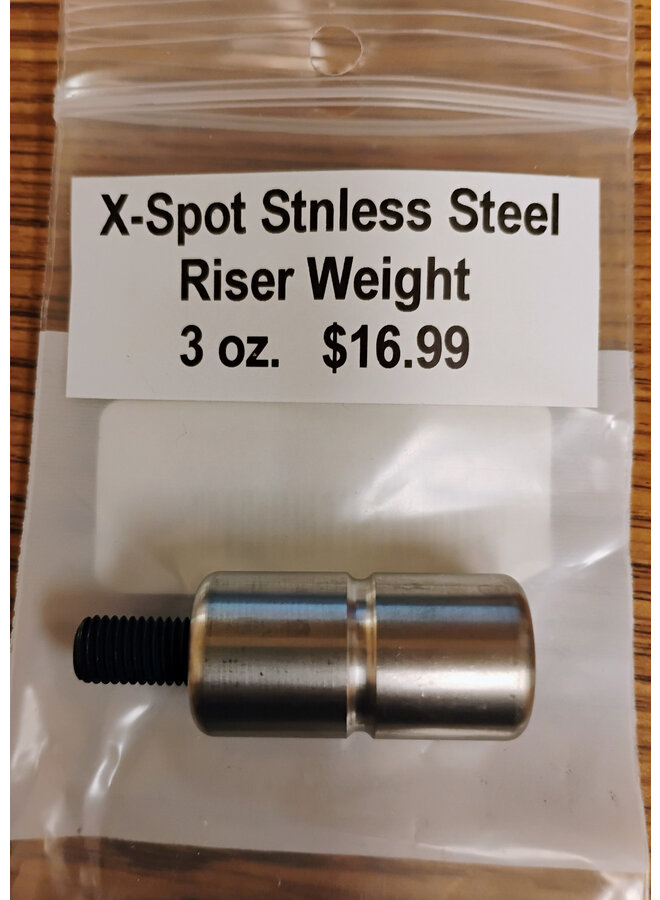 X-Spot Stnless Steel
Riser Weight
3 oz. $16.99